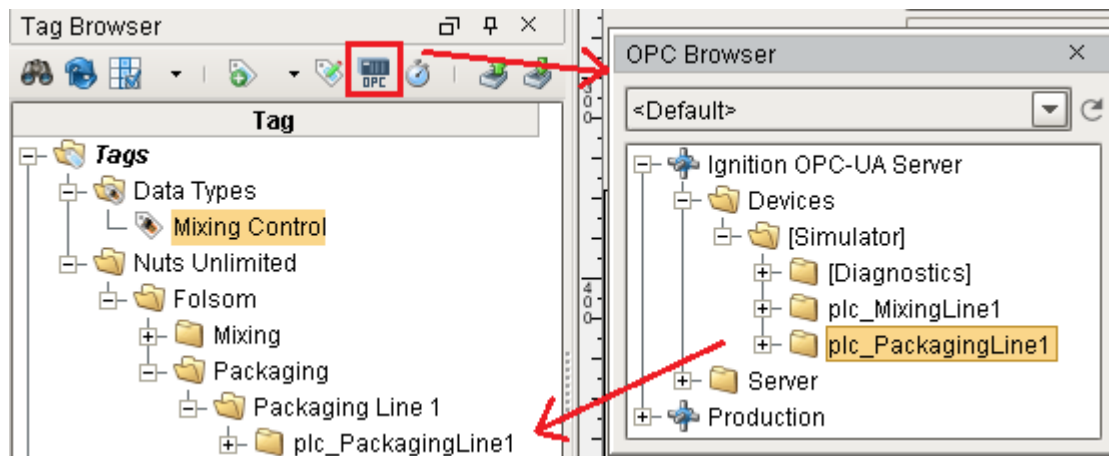 Tag Browser
OPC
Tag
Tags
Data Types
Mixing Control
Nuts Unlimited
Folsom
Mixing
Packaging
Packaging Line 1
plc_PackagingLine1
400
OPC Browser
<Default>
Ignition OPC-UA Server
Devices
[Simulator]
[Diagnostics]
plc_MixingLine1
plc_PackagingLine1
Server
Production